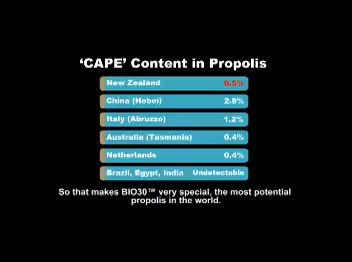 ‘CAPE’ Content in Propolis
New Zealand 6.5%
China (Hebei) 2.9%
Italy (Abruzzo) 1.2%
Australia (Tasmania) 0.4%
Netherlands 0.4%
Brazil, Egypt, India Undetectable
So that makes BIO30™ very special, the most potential
propolis in the world.